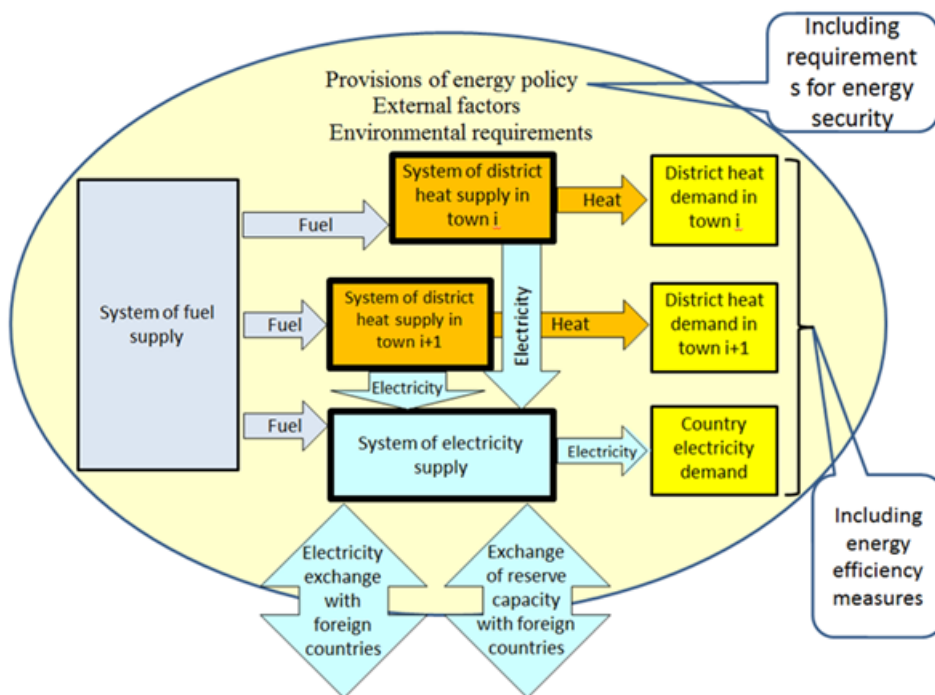 Including
requirement
s for energy
security
Provisions of energy policy
External factors
Environmental requirements
System of district
heat supply in
town i
Heat
District heat
demand in
town i
Fuel
System of fuel
supply
Fuel
System of district
heat supply in
town i+1
Electricity
Heat
District heat
demand in
town i+1
Electricity
Fuel
System of electricity
supply
Electricity
Country
electricity
demand
Including
energy
efficiency
measures
Electricity
exchange
with
foreign
countries
Exchange
of reserve
capacity
with foreign
countries